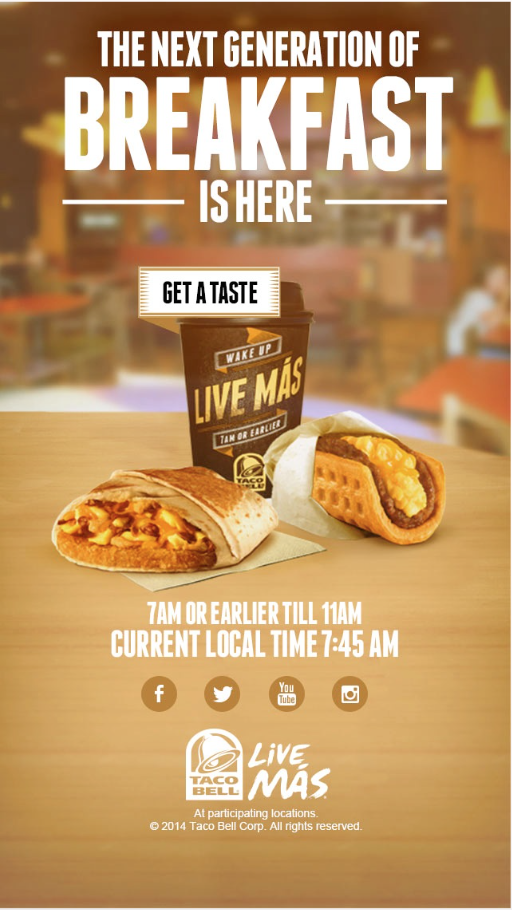 THE NEXT GENERATION OF
BREAKFAST
IS HERE
GET A TASTE
WAKE UP
LIVE MÁS
7AM OR EARLIER
TACO
BELL
7AM OR EARLIER TILL 11AM
CURRENT LOCAL TIME 7:45 AM
f
You
Tube
TACO
BELL
LiVE
MÁS
At participating locations.
© 2014 Taco Bell Corp. All rights reserved.